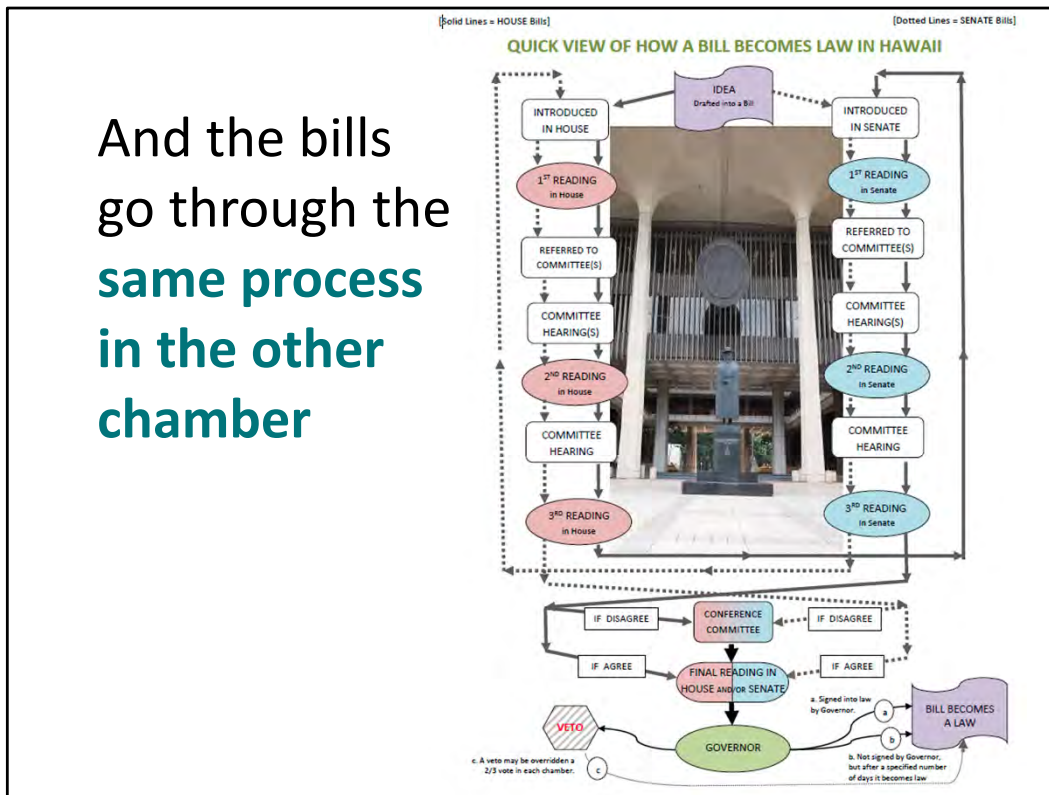 [Solid Lines = HOUSE Bills]
[Dotted Lines = SENATE Bills]
QUICK VIEW OF HOW A BILL BECOMES LAW IN HAWAII
And the bills
go through the
same process
in the other
chamber
IDEA
Drafted into a Bill
INTRODUCED
IN HOUSE
1ST READING
in House
REFERRED TO
COMMITTEE(S)
COMMITTEE
HEARING(S)
2ND READING
in House
COMMITTEE
HEARING
3RD READING
in House
INTRODUCED
IN SENATE
1ST READING
in Senate
REFERRED TO
COMMITTEE(S)
COMMITTEE
HEARING(S)
2ND READING
in Senate
COMMITTEE
HEARING
3RD READING
in Senate
IF DISAGREE
CONFERENCE
COMMITTEE
IF DISAGREE
IF AGREE
FINAL READING IN
HOUSE AND/OR SENATE
IF AGREE
VETO
GOVERNOR
a. Signed into law
by Governor.
a
BILL BECOMES
A LAW
b
b. Not signed by Governor,
but after a specified number
of days it becomes law
c. A veto may be overridden a
2/3 vote in each chamber.
c